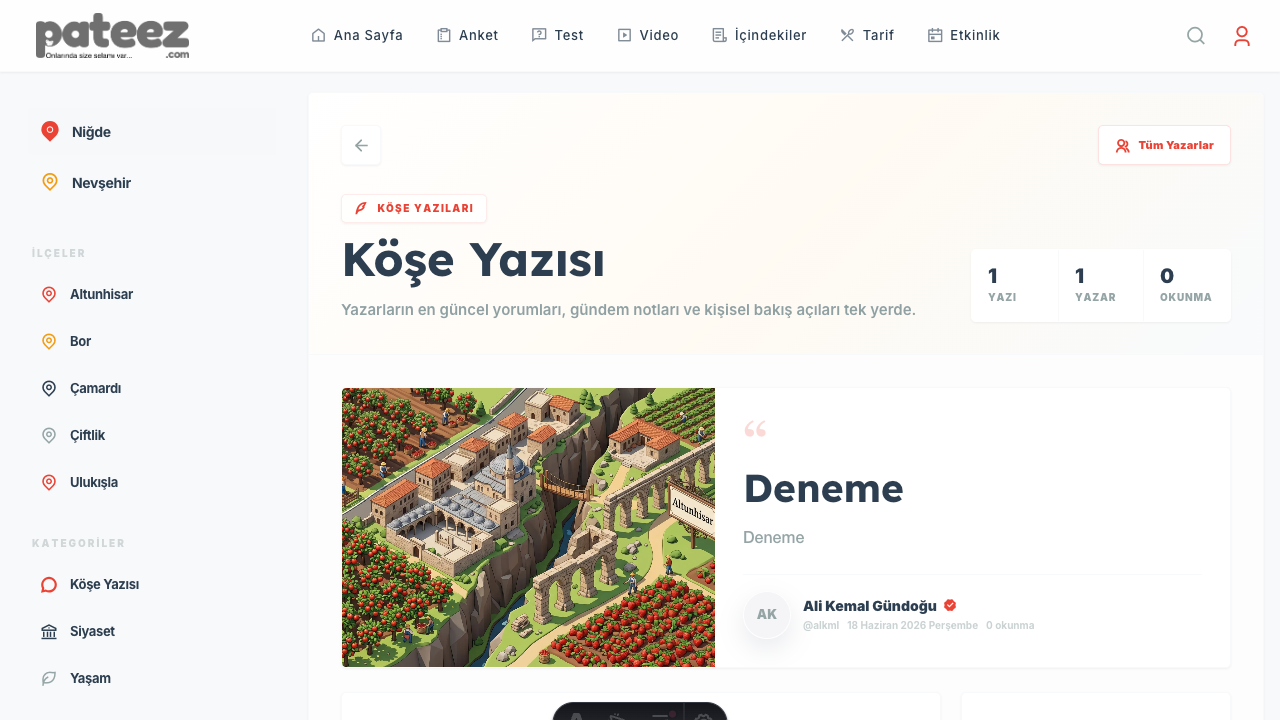 pateez
Onlarında size selamı var...
.com
Ana Sayfa
Anket
Test
Video
İçindekiler
Tarif
Etkinlik
Niğde
Nevşehir
İLÇELER
Altunhisar
Bor
Çamardı
Çiftlik
Ulukışla
KATEGORİLER
Köşe Yazısı
Siyaset
Yaşam
Tüm Yazarlar
KÖŞE YAZILARI
Köşe Yazısı
Yazarların en güncel yorumları, gündem notları ve kişisel bakış açıları tek yerde.
1
YAZI
1
YAZAR
0
OKUNMA
Altunhisar
“
Deneme
Deneme
AK
Ali Kemal Gündoğu
@alkml 18 Haziran 2026 Perşembe 0 okunma